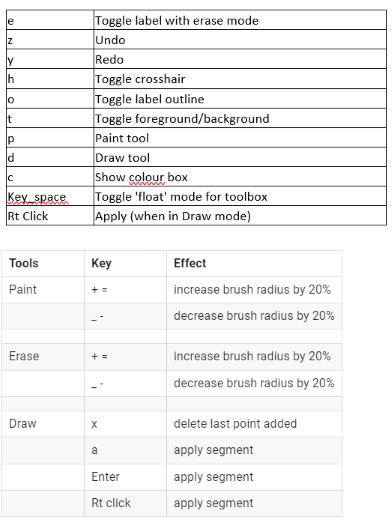 e Toggle label with erase mode
z Undo
y Redo
h Toggle crosshair
o Toggle label outline
t Toggle foreground/background
p Paint tool
d Draw tool
c Show colour box
Key_space Toggle 'float' mode for toolbox
Rt Click Apply (when in Draw mode)
Tools Key Effect
Paint + = increase brush radius by 20%
_ - decrease brush radius by 20%
Erase + = increase brush radius by 20%
_ - decrease brush radius by 20%
Draw x delete last point added
a apply segment
Enter apply segment
Rt click apply segment